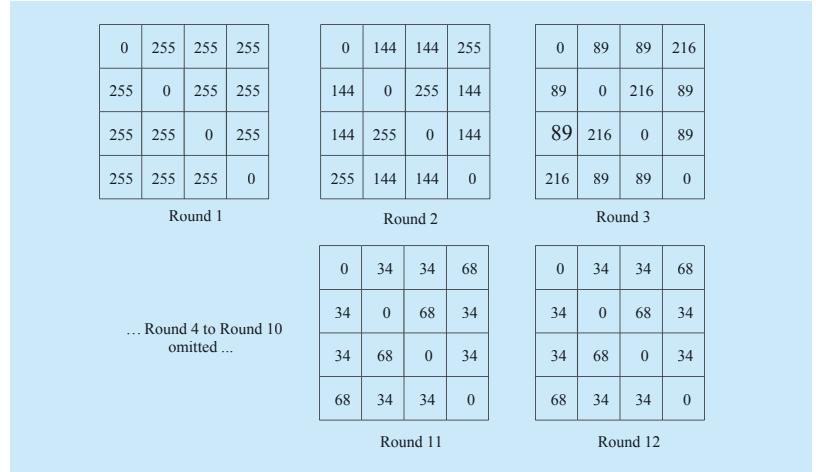 0 255 255 255
255 0 255 255
255 255 0 255
255 255 255 0
Round 1
0 144 144 255
144 0 255 144
144 255 0 144
255 144 144 0
Round 2
0 89 89 216
89 0 216 89
89 216 0 89
216 89 89 0
Round 3
... Round 4 to Round 10
omitted ...
0 34 34 68
34 0 68 34
34 68 0 34
68 34 34 0
Round 11
0 34 34 68
34 0 68 34
34 68 0 34
68 34 34 0
Round 12